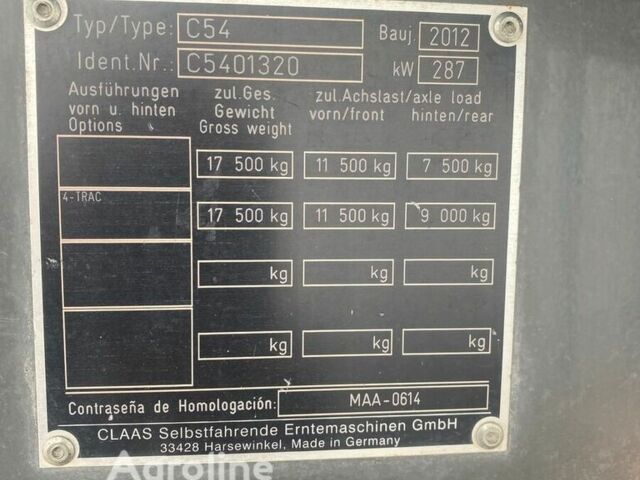 Typ/Type: C54 Bauj. 2012
Ident.Nr.: C5401320 kW 287
Ausführungen zul.Ges. zul.Achslast/axle load
vorn u. hinten Gewicht vorn/front hinten/rear
Options Gross weight
17 500 kg 11 500 kg 7 500 kg
4-TRAC
17 500 kg 11 500 kg 9 000 kg
kg kg kg
kg kg kg
Contraseña de Homologación: MAA-0614
CLAAS Selbstfahrende Erntemaschinen GmbH
33428 Harsewinkel, Made in Germany
Agroline